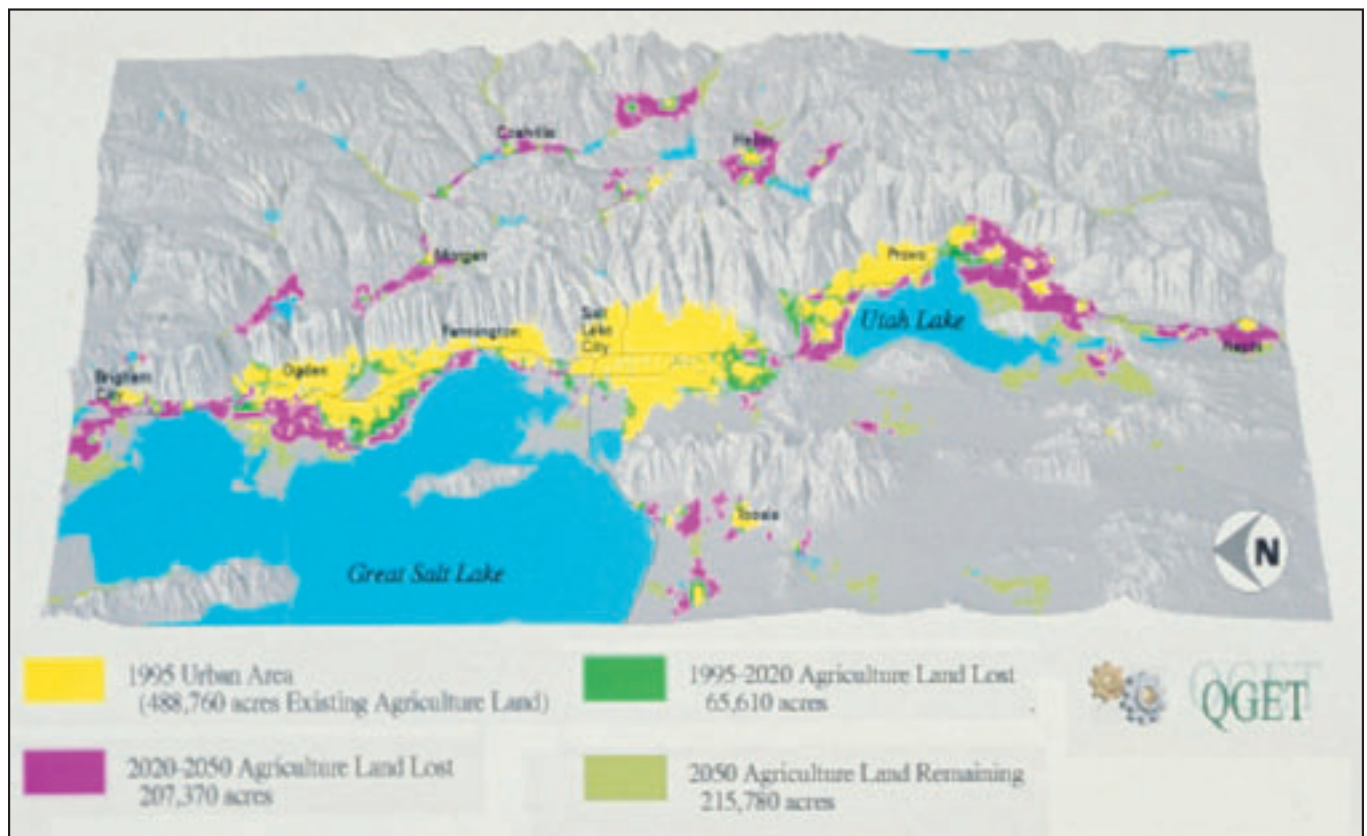 Coalville
Heber
Morgan
Provo
Utah Lake
Farmington
Salt
Lake
City
Nephi
Ogden
Brigham
City
Tooele
Great Salt Lake
N
1995 Urban Area
(488,760 acres Existing Agriculture Land)
1995-2020 Agriculture Land Lost
65,610 acres
QGET
2020-2050 Agriculture Land Lost
207,370 acres
2050 Agriculture Land Remaining
215,780 acres